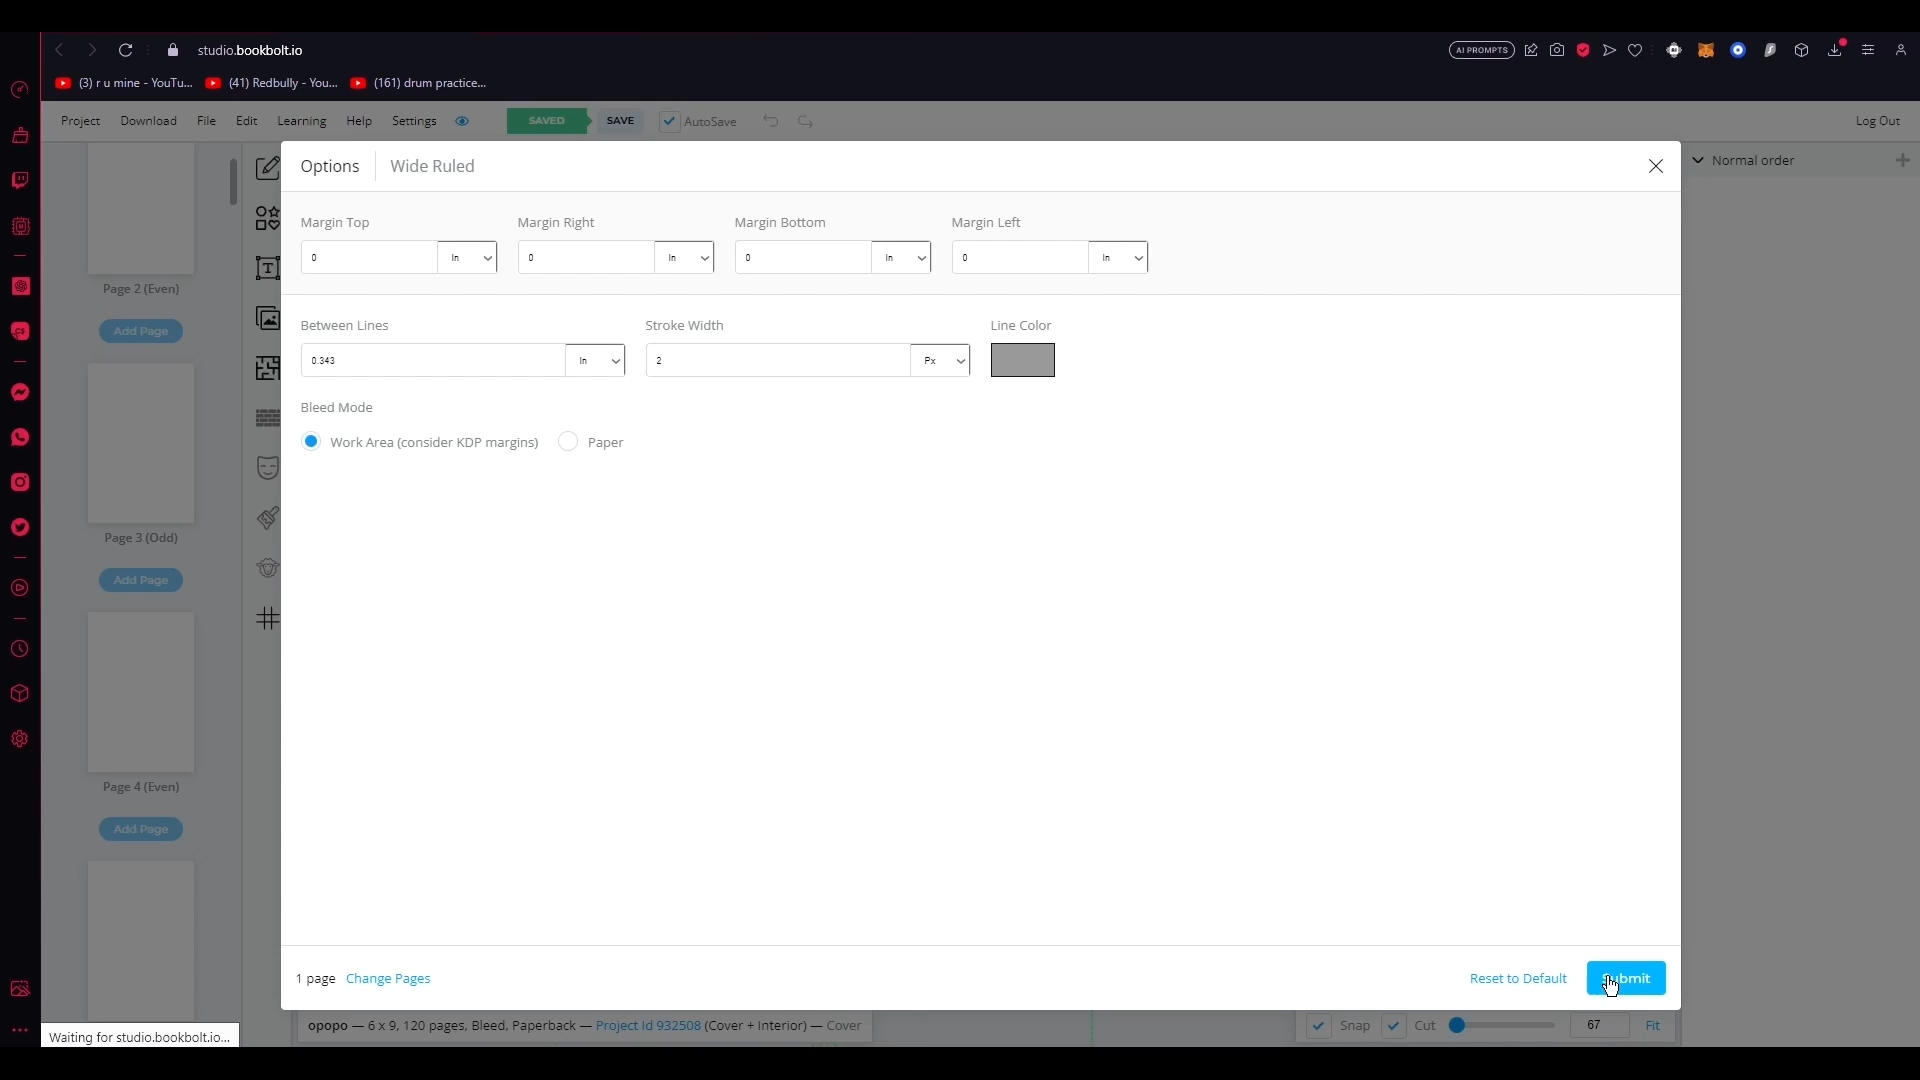 studio.bookbolt.io
AI PROMPTS
(3) r u mine - YouTu...
(41) Redbully - You...
(161) drum practice...
Project Download File Edit Learning Help Settings
SAVED SAVE AutoSave
Log Out
Options Wide Ruled
Normal order
Margin Top Margin Right Margin Bottom Margin Left
0 In 0 In 0 In 0 In
Page 2 (Even)
Add Page
Between Lines Stroke Width Line Color
0.343 In 2 Px
Bleed Mode
Work Area (consider KDP margins) Paper
Page 3 (Odd)
Add Page
Page 4 (Even)
Add Page
1 page Change Pages
Reset to Default Submit
opopo — 6 x 9, 120 pages, Bleed, Paperback — Project Id 932508 (Cover + Interior) — Cover
Snap Cut 67 Fit
Waiting for studio.bookbolt.io...